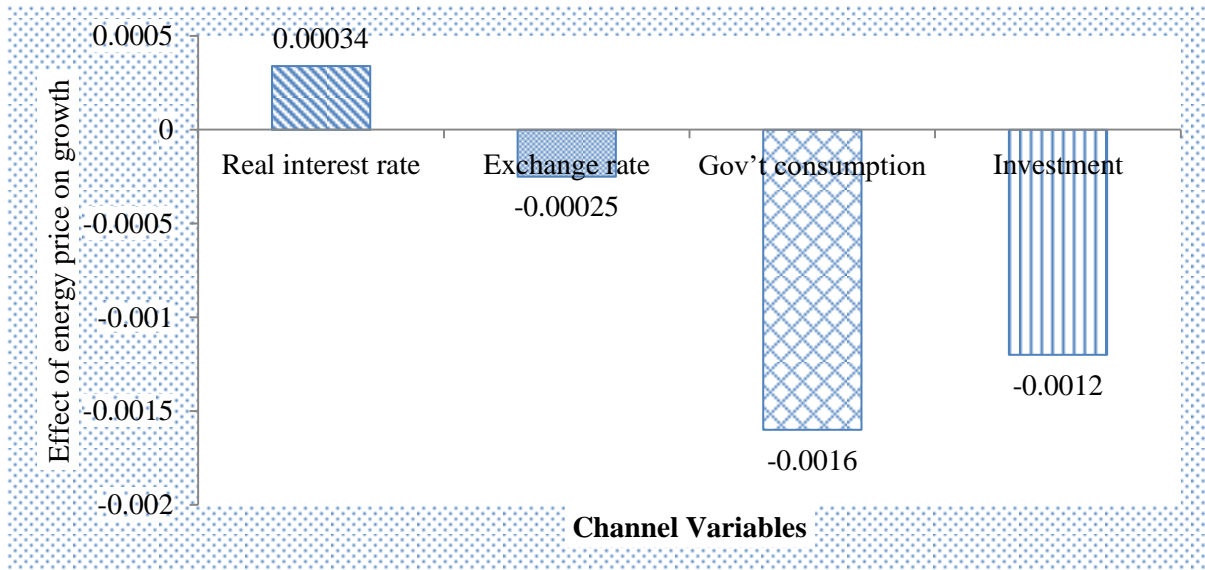 0.0005
0.00034
0
Real interest rate
Exchange rate
Gov’t consumption
Investment
-0.00025
-0.0005
-0.001
-0.0012
-0.0015
-0.0016
-0.002
Effect of energy price on growth
Channel Variables